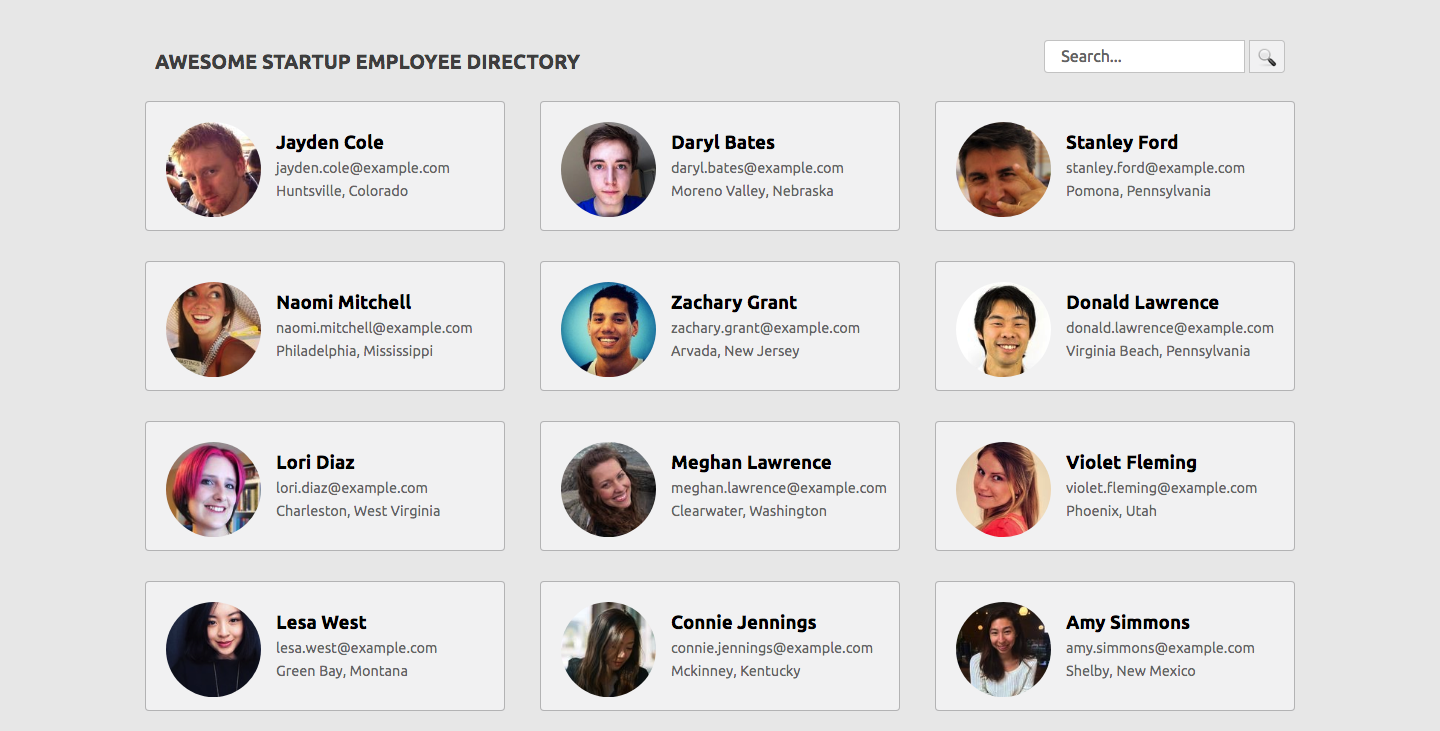 AWESOME STARTUP EMPLOYEE DIRECTORY
Search...
Jayden Cole
jayden.cole@example.com
Huntsville, Colorado
Daryl Bates
daryl.bates@example.com
Moreno Valley, Nebraska
Stanley Ford
stanley.ford@example.com
Pomona, Pennsylvania
Naomi Mitchell
naomi.mitchell@example.com
Philadelphia, Mississippi
Zachary Grant
zachary.grant@example.com
Arvada, New Jersey
Donald Lawrence
donald.lawrence@example.com
Virginia Beach, Pennsylvania
Lori Diaz
lori.diaz@example.com
Charleston, West Virginia
Meghan Lawrence
meghan.lawrence@example.com
Clearwater, Washington
Violet Fleming
violet.fleming@example.com
Phoenix, Utah
Lesa West
lesa.west@example.com
Green Bay, Montana
Connie Jennings
connie.jennings@example.com
Mckinney, Kentucky
Amy Simmons
amy.simmons@example.com
Shelby, New Mexico